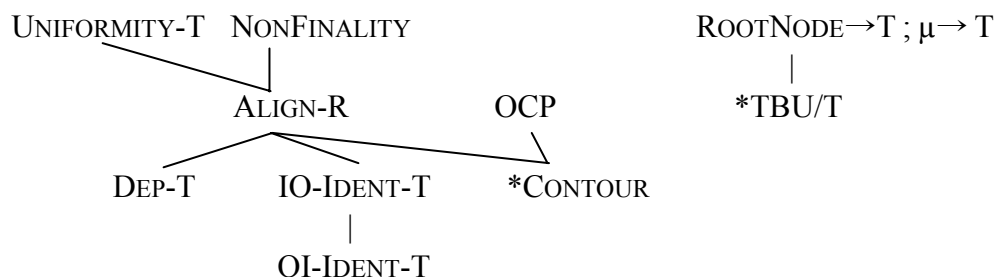 UNIFORMITY-T NONFINALITY ROOTNODE→T ; μ→ T
ALIGN-R OCP *TBU/T
DEP-T IO-IDENT-T *CONTOUR
OI-IDENT-T